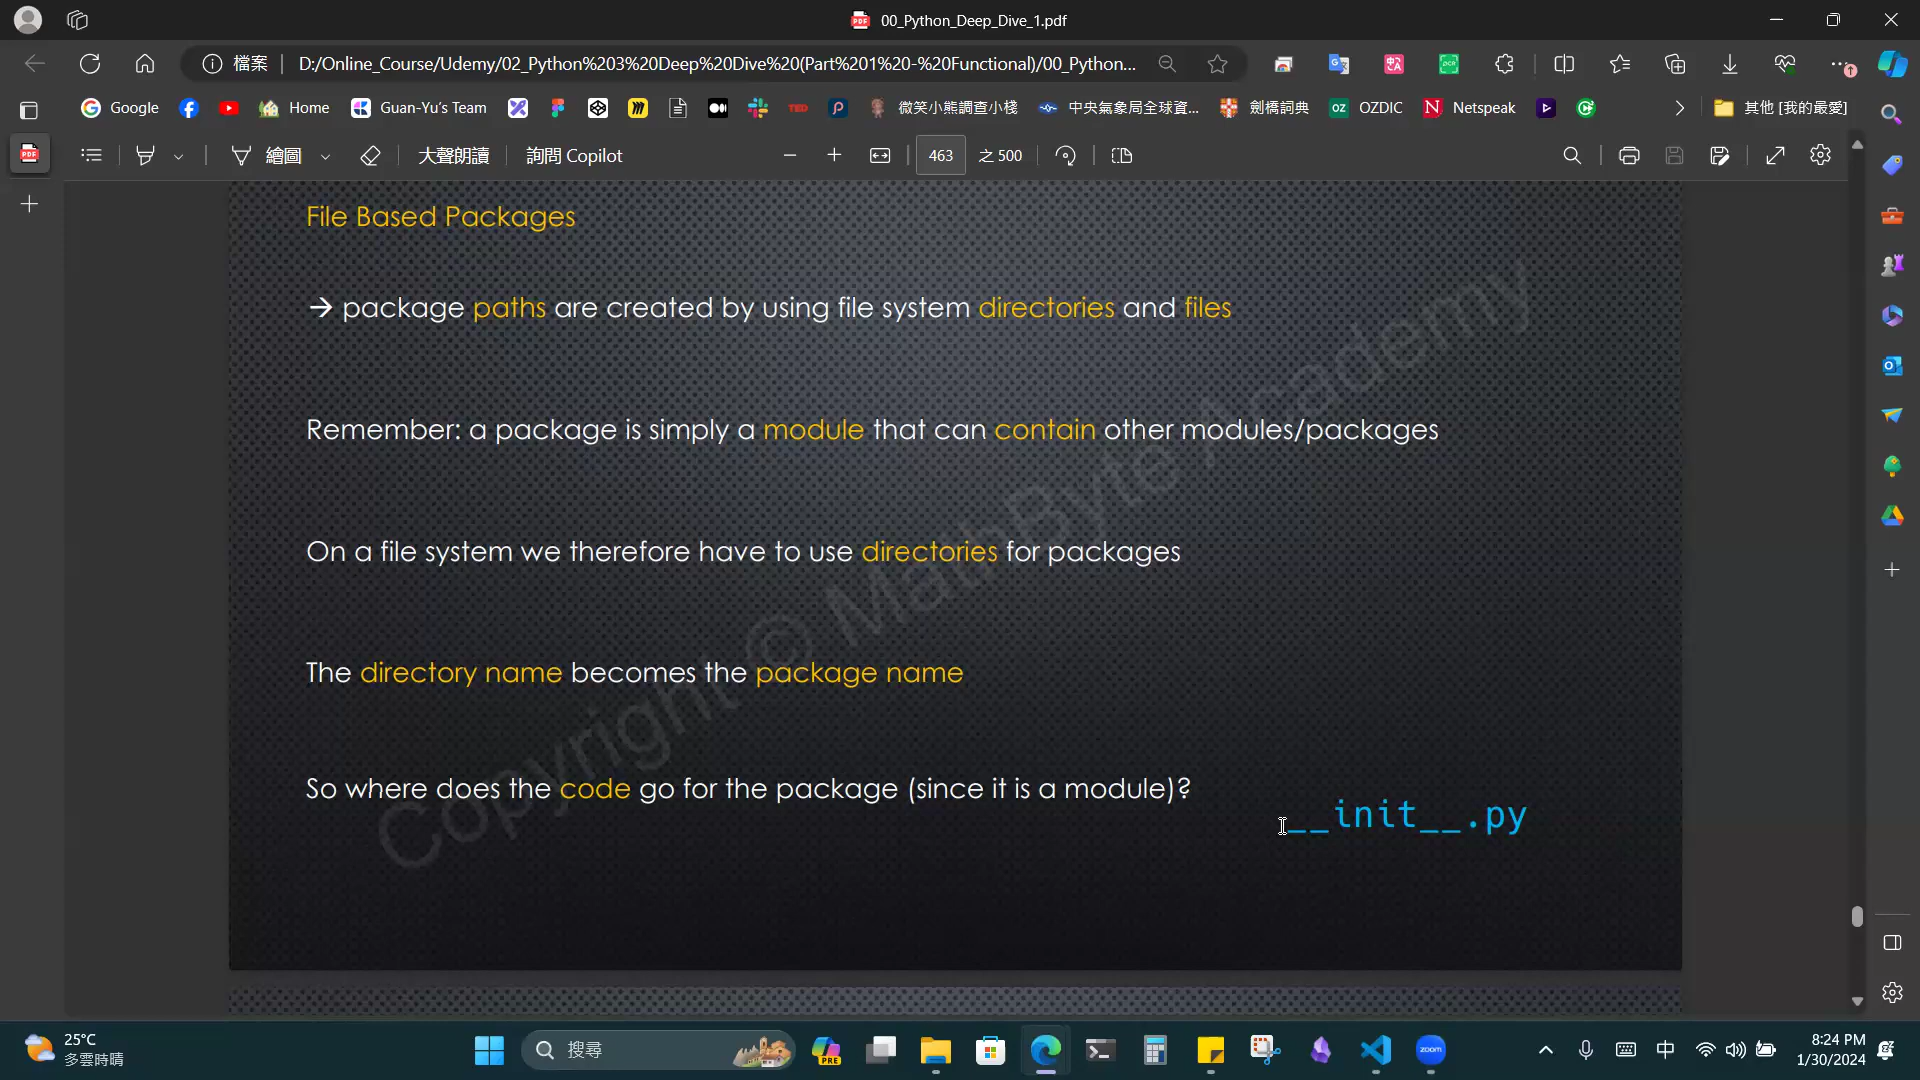 00_Python_Deep_Dive_1.pdf
檔案 D:/Online_Course/Udemy/02_Python%203%20Deep%20Dive%20(Part%201%20-%20Functional)/00_Python...
Google Home Guan-Yu's Team TED 微笑小熊調查小棧 中央氣象局全球資... 劍橋詞典 OZ OZDIC Netspeak 其他 [我的最愛]
繪圖 大聲朗讀 詢問 Copilot 463 之 500
File Based Packages
→ package paths are created by using file system directories and files
Remember: a package is simply a module that can contain other modules/packages
On a file system we therefore have to use directories for packages
The directory name becomes the package name
So where does the code go for the package (since it is a module)?
__init__.py
Copyright © MathByte Academy
25°C
多雲時晴
搜尋
PRE
zoom
中
8:24 PM
1/30/2024